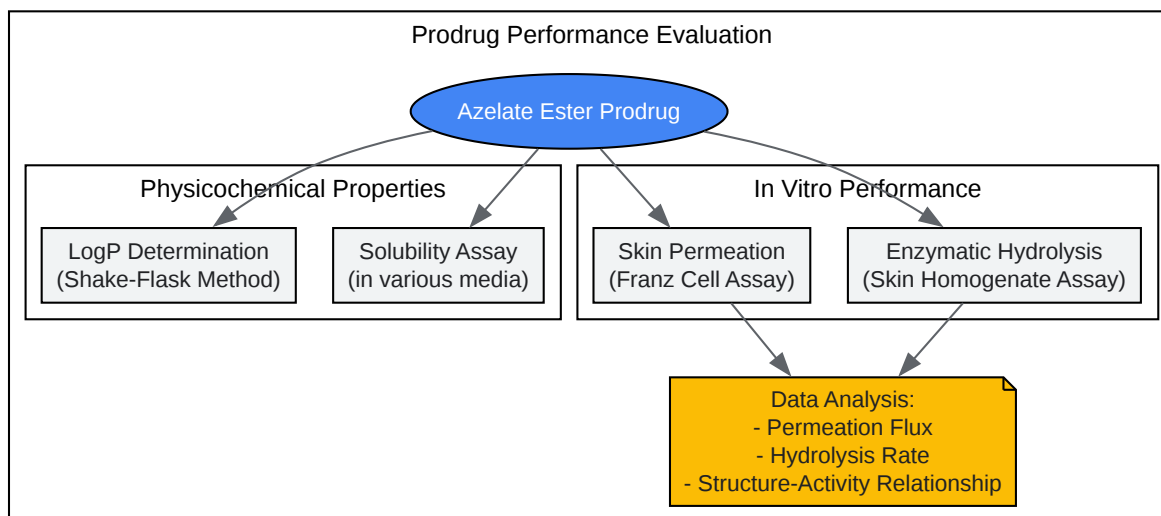 Prodrug Performance Evaluation
Azelate Ester Prodrug
Physicochemical Properties
LogP Determination
(Shake-Flask Method)
Solubility Assay
(in various media)
In Vitro Performance
Skin Permeation
(Franz Cell Assay)
Enzymatic Hydrolysis
(Skin Homogenate Assay)
Data Analysis:
- Permeation Flux
- Hydrolysis Rate
- Structure-Activity Relationship